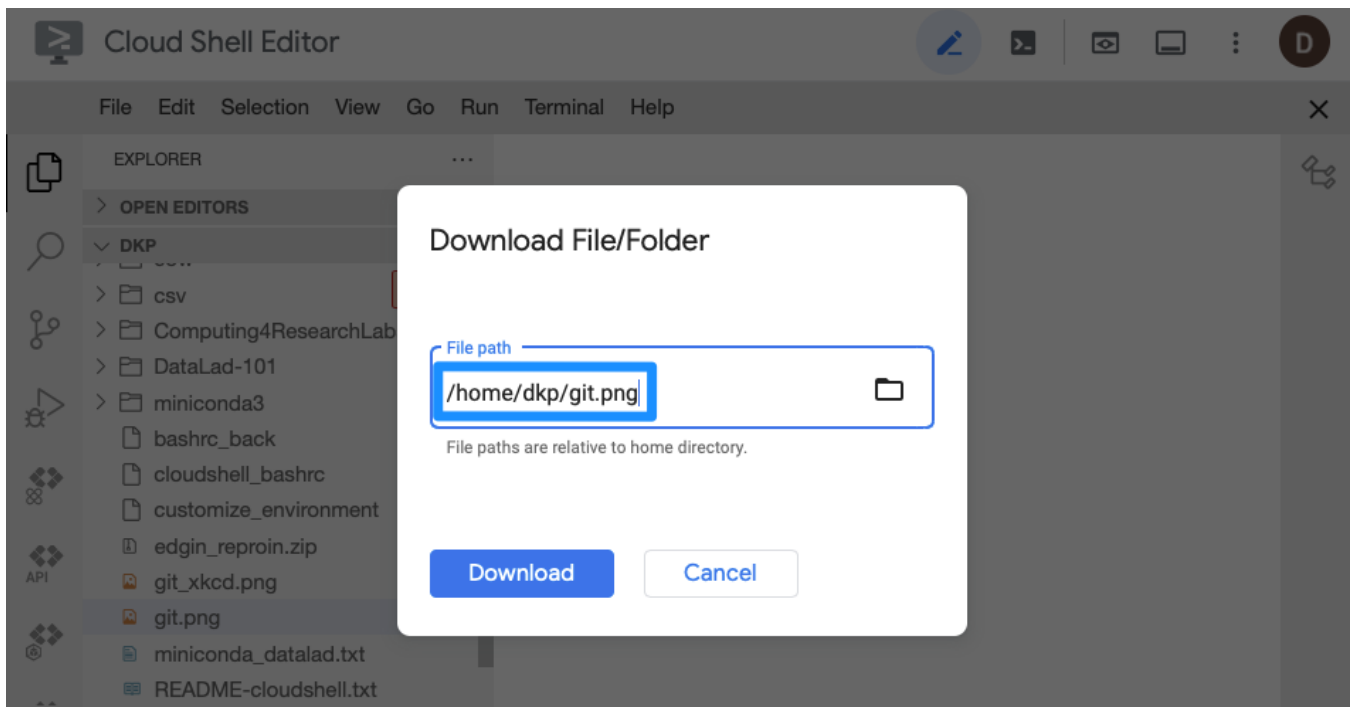 Cloud Shell Editor
D
File Edit Selection View Go Run Terminal Help
EXPLORER
OPEN EDITORS
DKP
csv
Computing4ResearchLab
DataLad-101
miniconda3
bashrc_back
cloudshell_bashrc
customize_environment
edgin_reproin.zip
API
git_xkcd.png
git.png
miniconda_datalad.txt
README-cloudshell.txt
Download File/Folder
File path
/home/dkp/git.png
File paths are relative to home directory.
Download Cancel